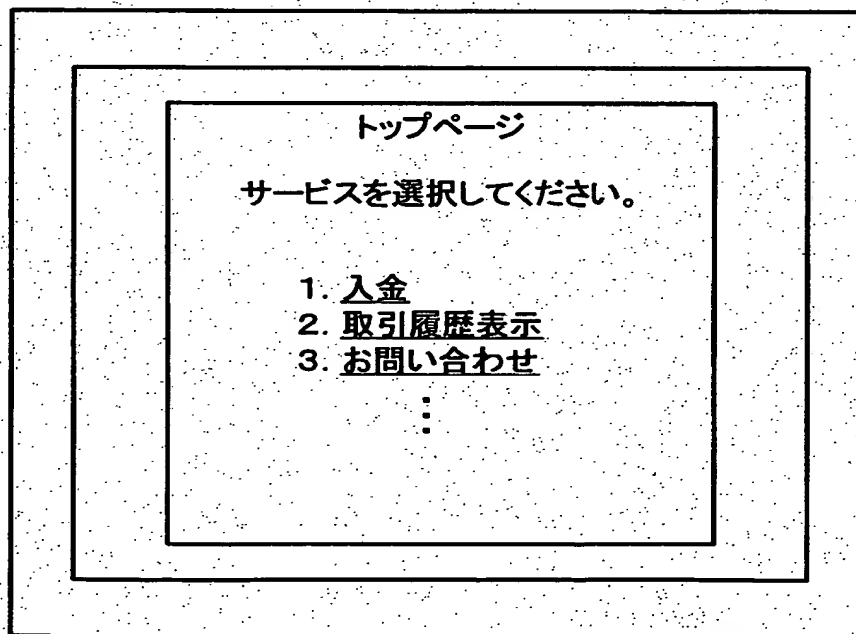 トップページ
サービスを選択してください。
1. 入金
2. 取引履歴表示
3. お問い合わせ
⋮